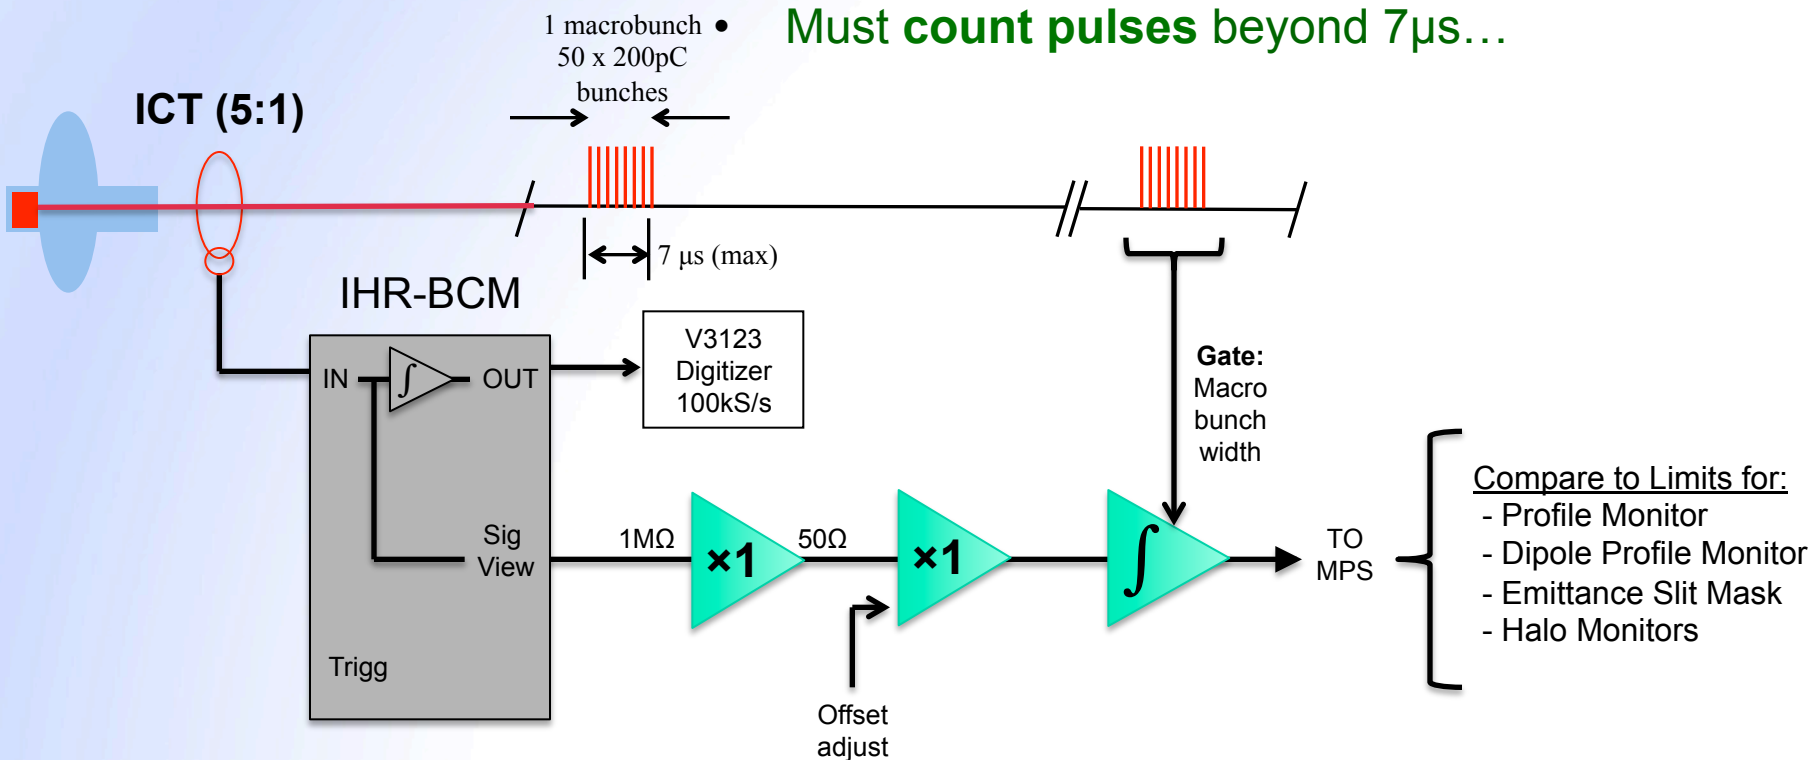 Must count pulses beyond 7μs…
1 macrobunch •
50 x 200pC
bunches
ICT (5:1)
7 μs (max)
IHR-BCM
IN
∫
OUT
V3123
Digitizer
100kS/s
Gate:
Macro
bunch
width
Sig
View
1MΩ
×1
50Ω
×1
∫
TO
MPS
Compare to Limits for:
- Profile Monitor
- Dipole Profile Monitor
- Emittance Slit Mask
- Halo Monitors
Trigg
Offset
adjust